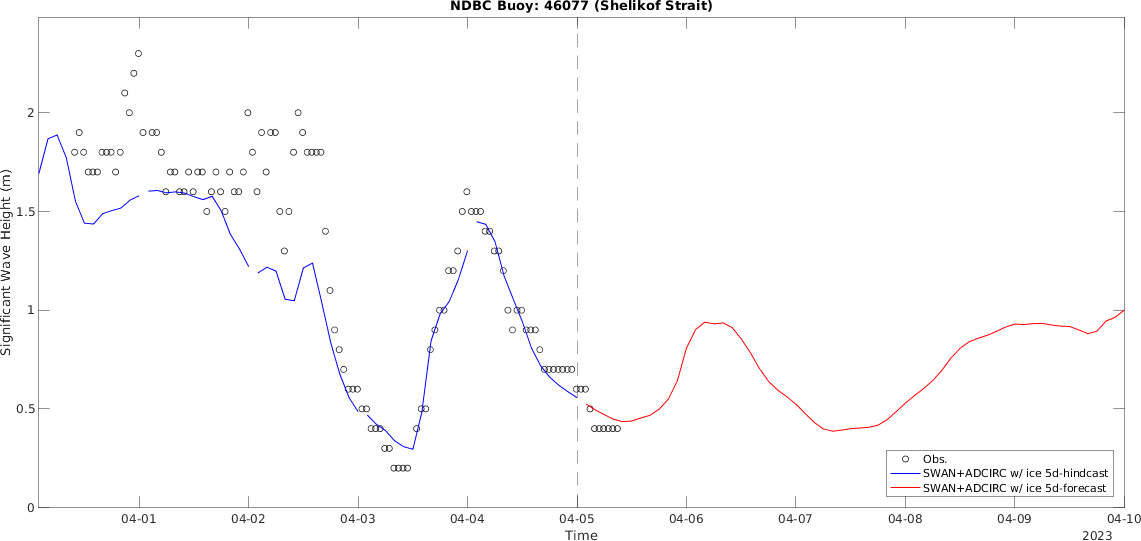 NDBC Buoy: 46077 (Shelikof Strait)
Significant Wave Height (m)
2
1.5
1
0.5
0
Obs.
SWAN+ADCIRC w/ ice 5d-hindcast
SWAN+ADCIRC w/ ice 5d-forecast
04-01 04-02 04-03 04-04 04-05 04-06 04-07 04-08 04-09 04-10
Time
2023